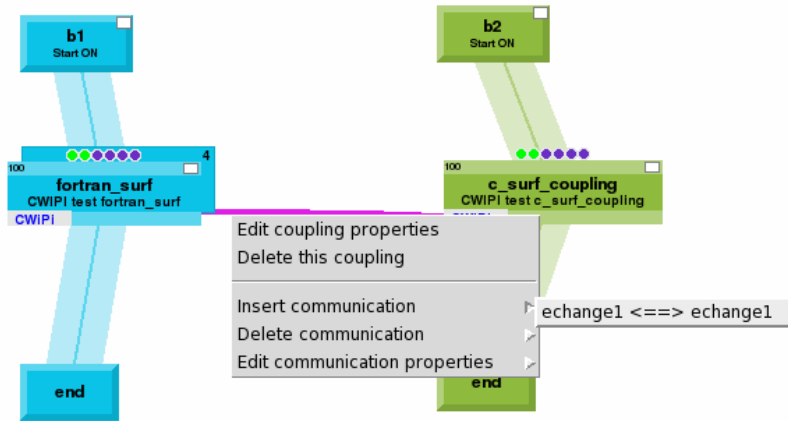 b1
Start ON
b2
Start ON
4
100
fortran_surf
CWIPI test fortran_surf
CWIPI
100
c_surf_coupling
CWIPI test c_surf_coupling
CWIPI
Edit coupling properties
Delete this coupling
Insert communication
echange1 <==> echange1
Delete communication
Edit communication properties
end
end